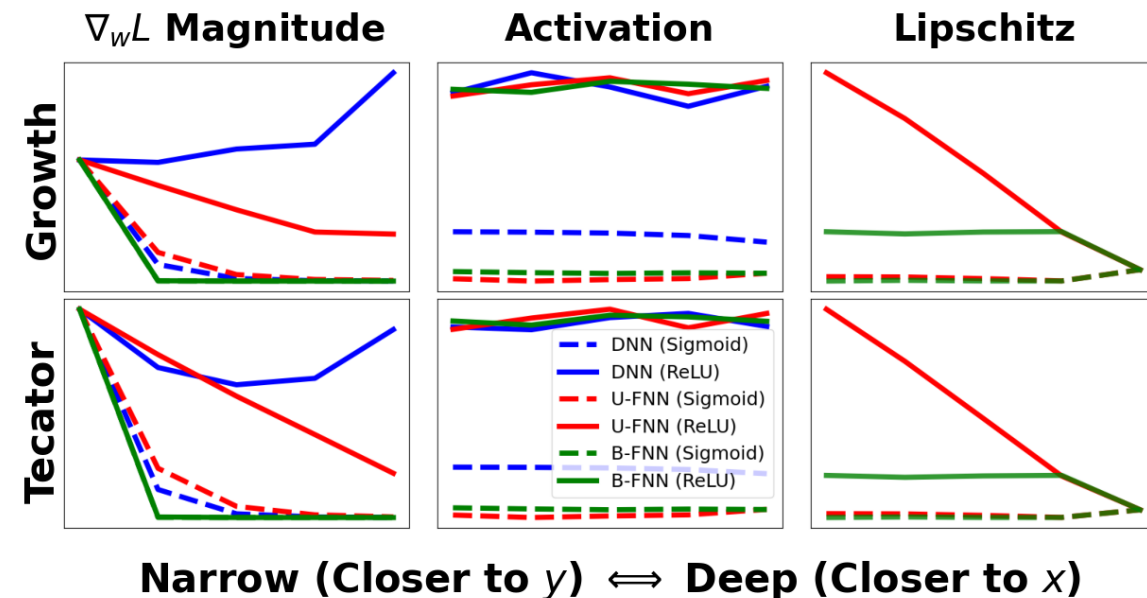 ∇wL Magnitude
Activation
Lipschitz
Growth
Tecator
DNN (Sigmoid)
DNN (ReLU)
U-FNN (Sigmoid)
U-FNN (ReLU)
B-FNN (Sigmoid)
B-FNN (ReLU)
Narrow (Closer to y) ⟺ Deep (Closer to x)